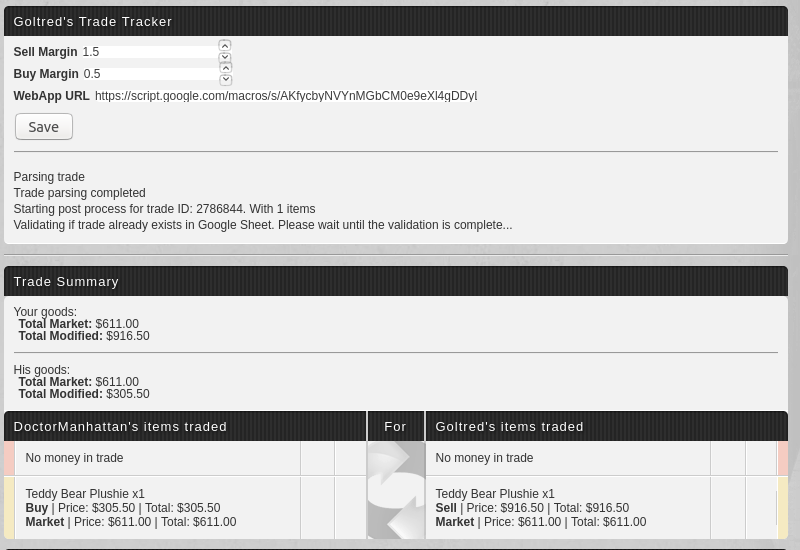 Goltred's Trade Tracker
Sell Margin 1.5
Buy Margin 0.5
WebApp URL https://script.google.com/macros/s/AKfycbyNVYnMGbCM0e9eXl4gDDyL
Save
Parsing trade
Trade parsing completed
Starting post process for trade ID: 2786844. With 1 items
Validating if trade already exists in Google Sheet. Please wait until the validation is complete...
Trade Summary
Your goods:
Total Market: $611.00
Total Modified: $916.50
His goods:
Total Market: $611.00
Total Modified: $305.50
DoctorManhattan's items traded For Goltred's items traded
No money in trade No money in trade
Teddy Bear Plushie x1 Teddy Bear Plushie x1
Buy | Price: $305.50 | Total: $305.50 Sell | Price: $916.50 | Total: $916.50
Market | Price: $611.00 | Total: $611.00 Market | Price: $611.00 | Total: $611.00